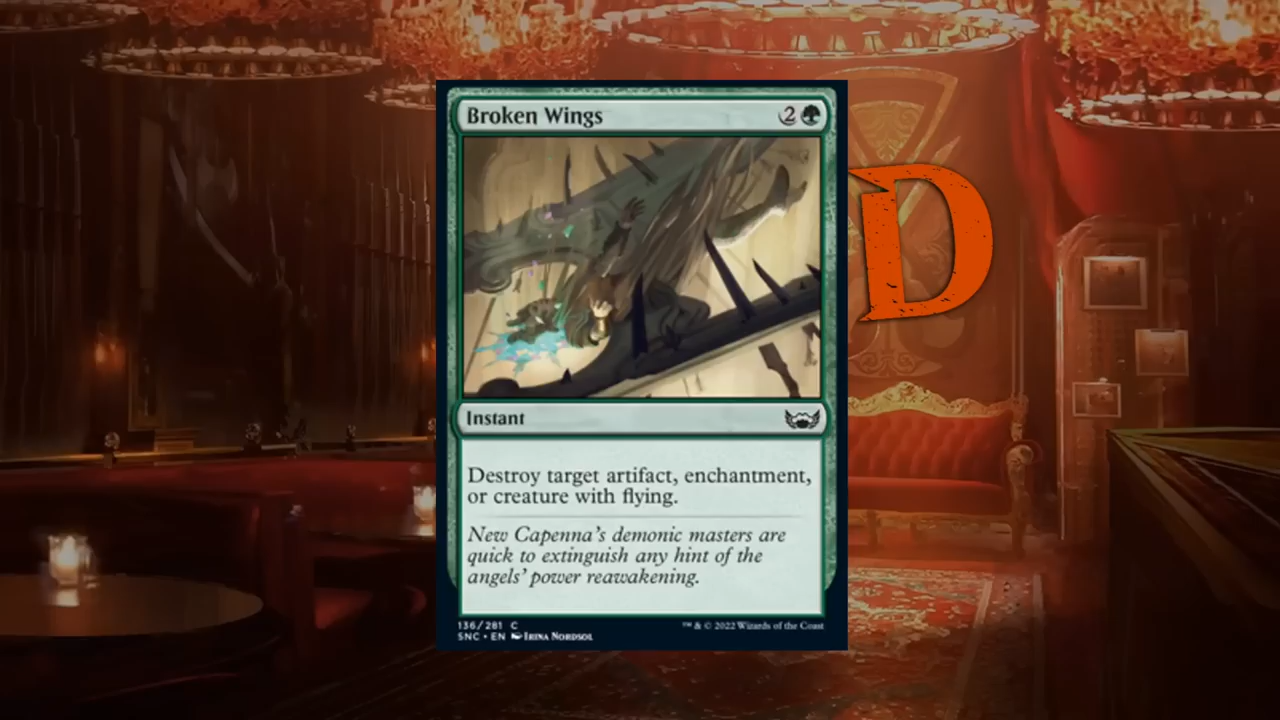 Broken Wings 2
D
Instant
Destroy target artifact, enchantment,
or creature with flying.
New Capenna's demonic masters are
quick to extinguish any hint of the
angels' power reawakening.
136/281 C
SNC • EN Irina Nordsol
™ & © 2022 Wizards of the Coast